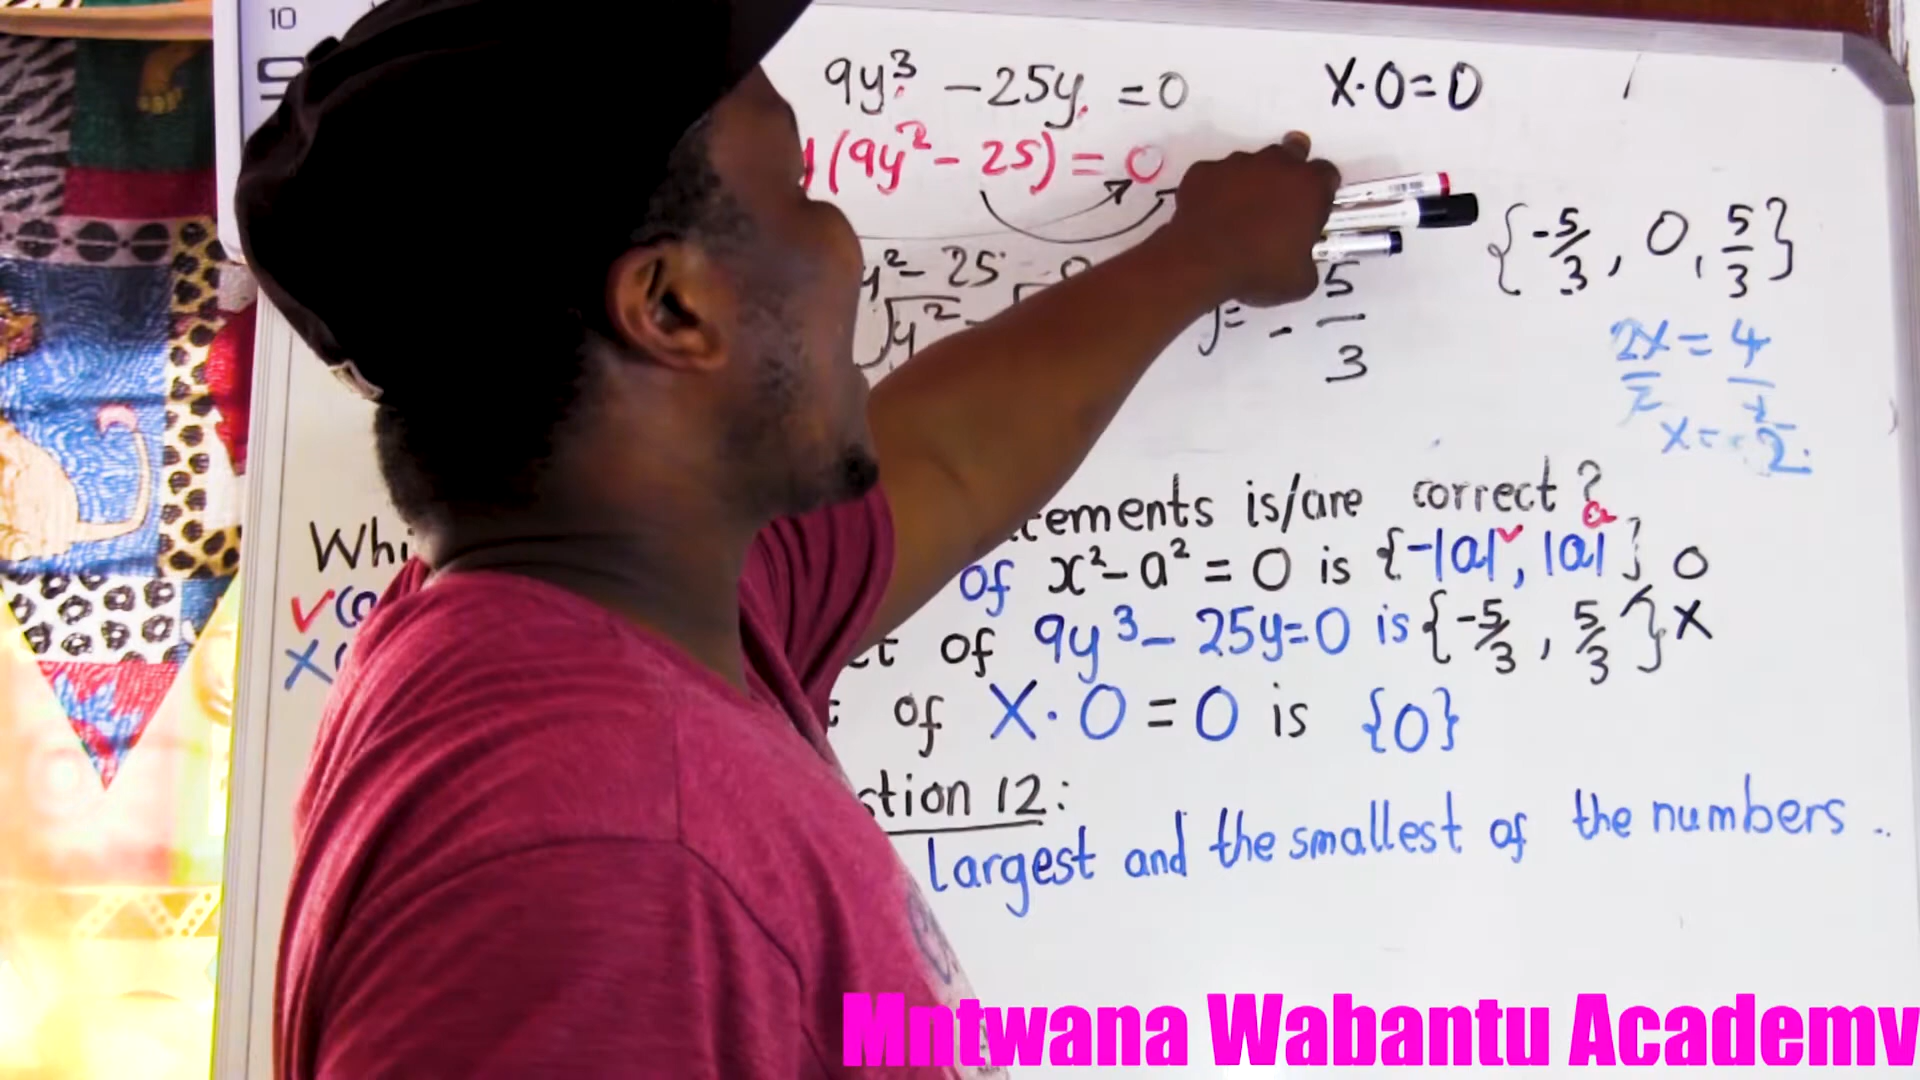 10
9y³ - 25y = 0
x·0=0
(9y² - 25) = 0
{-5/3, 0, 5/3}
y² - 25
√y²
y = - 5/3
2x = 4
x = 2
Whi tements is/are correct?
a
of x² - a² = 0 is {-|a|, |a|} 0
of 9y³ - 25y = 0 is {-5/3, 5/3} X
of X·0 = 0 is {0}
stion 12:
largest and the smallest of the numbers ..
Mntwana Wabantu Academy